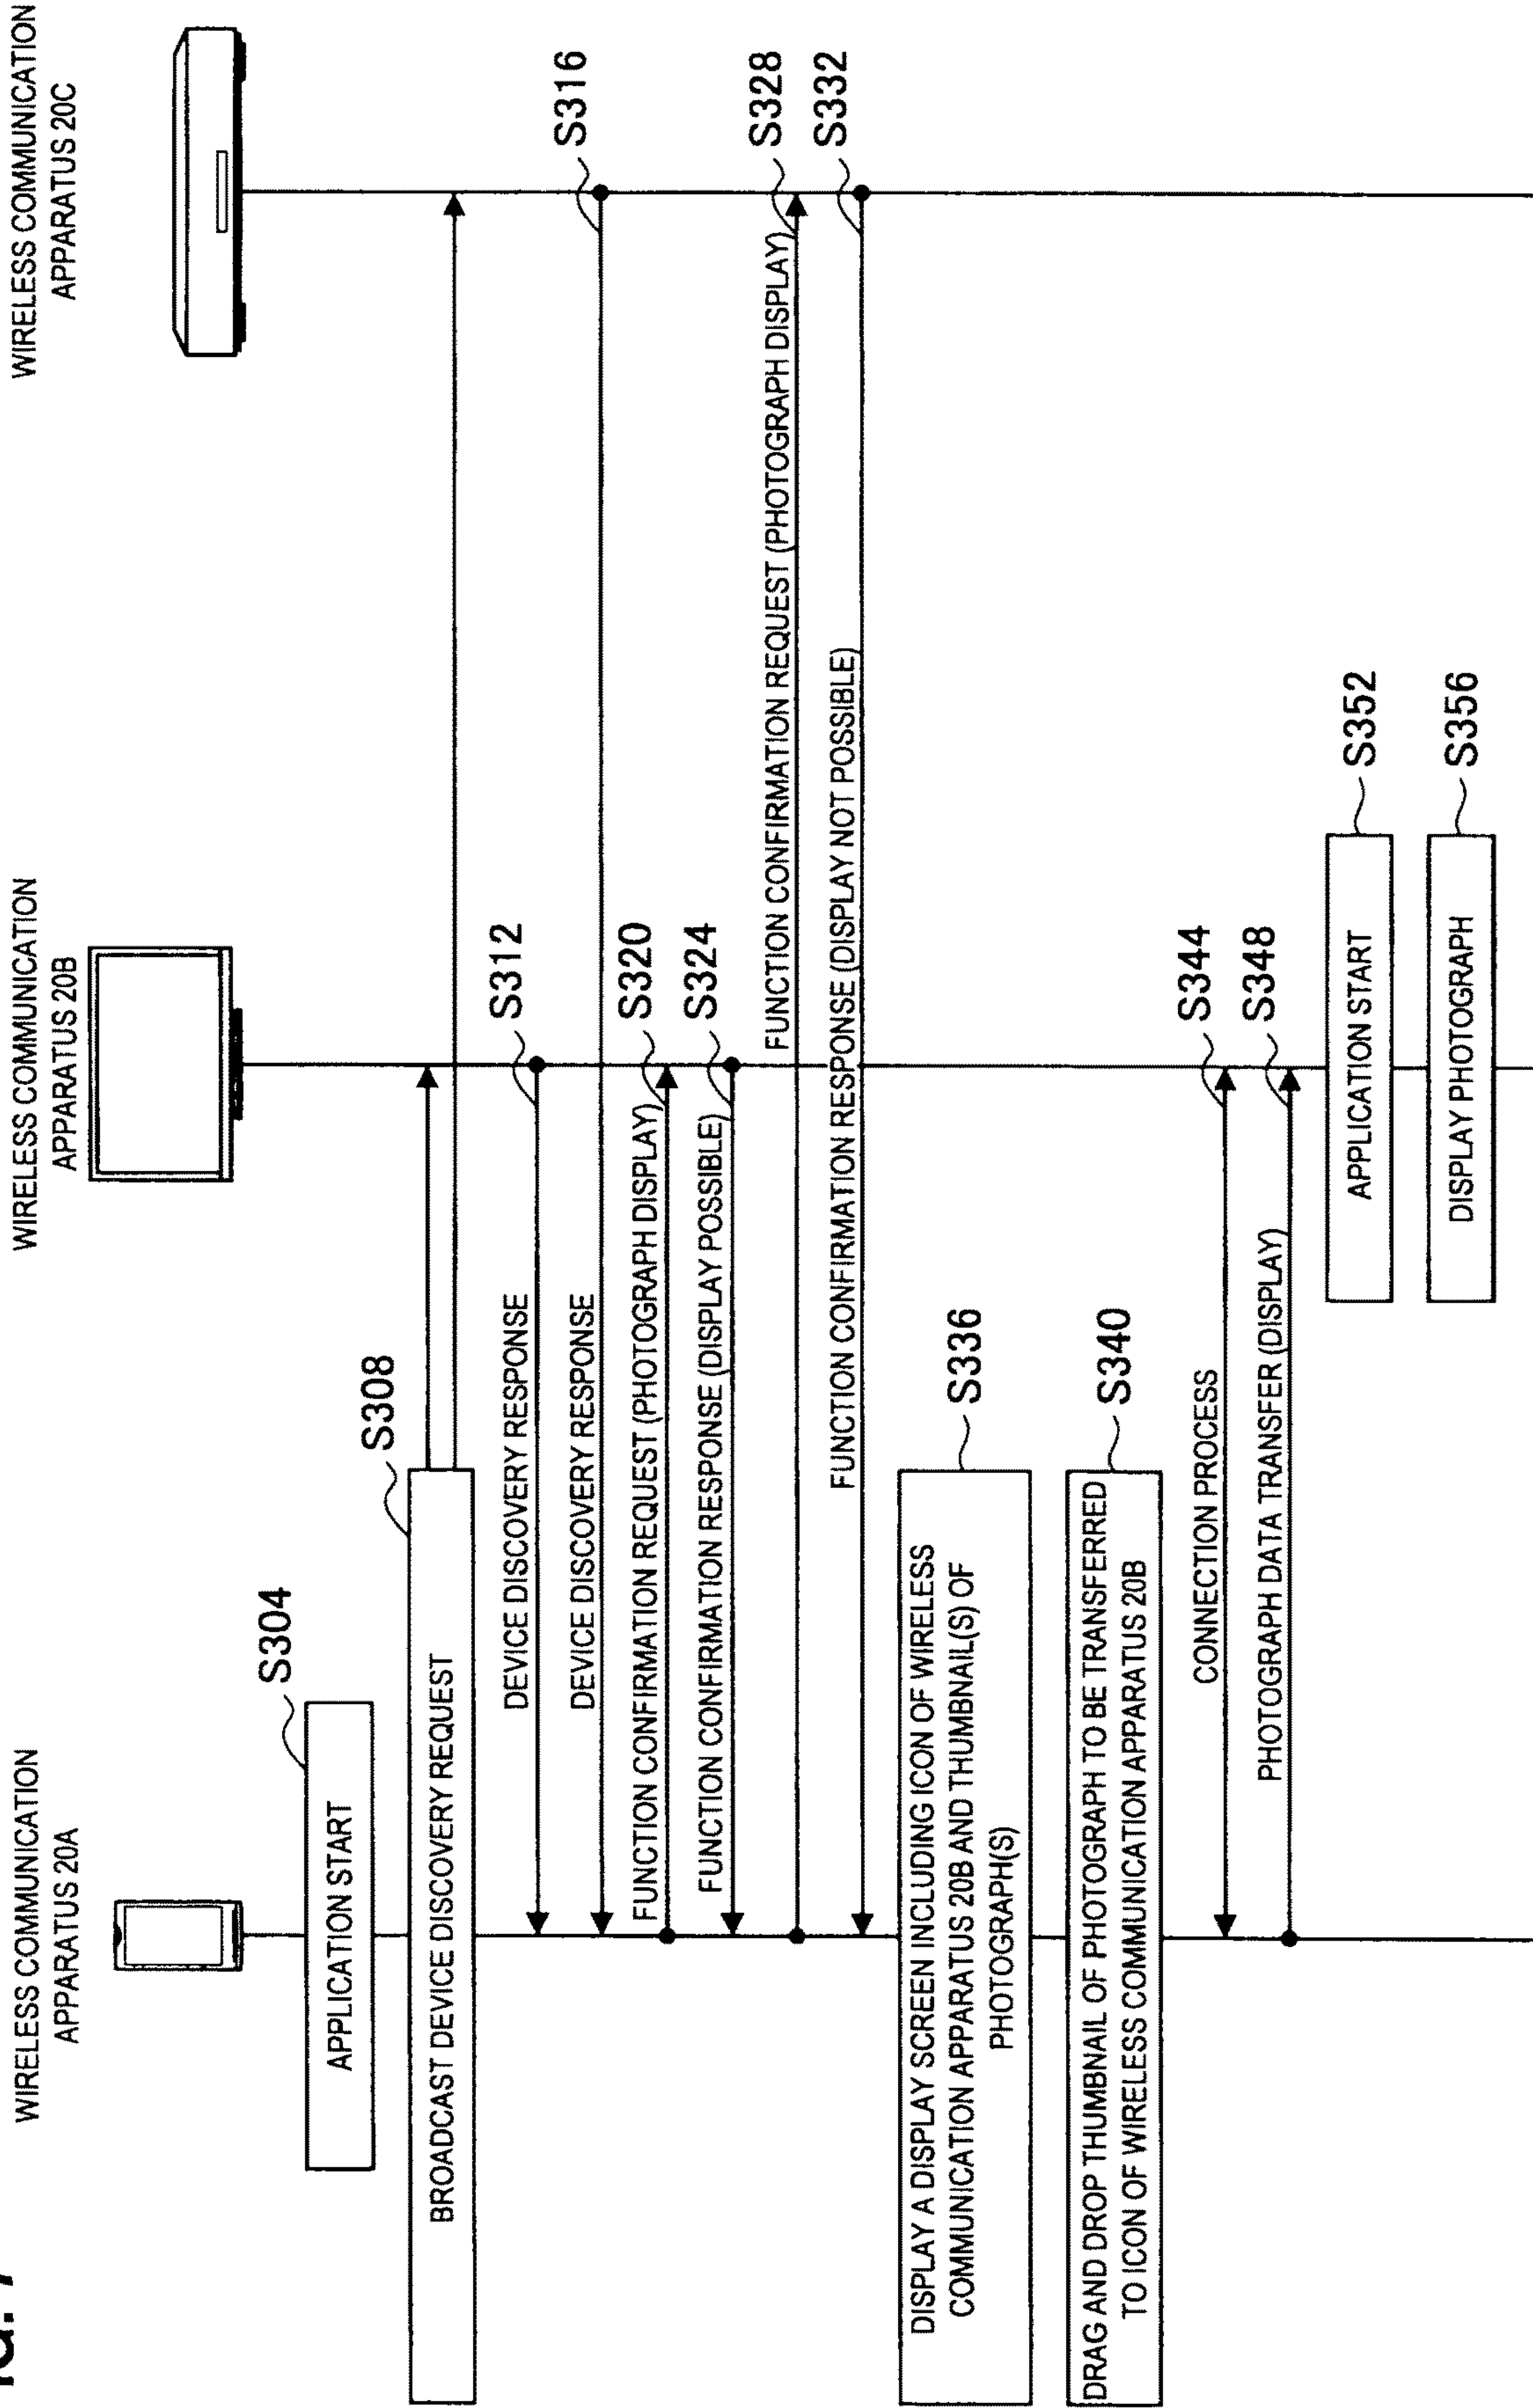 WIRELESS COMMUNICATION
APPARATUS 20A
WIRELESS COMMUNICATION
APPARATUS 20B
WIRELESS COMMUNICATION
APPARATUS 20C
APPLICATION START
S304
BROADCAST DEVICE DISCOVERY REQUEST
S308
DEVICE DISCOVERY RESPONSE
S312
DEVICE DISCOVERY RESPONSE
S316
FUNCTION CONFIRMATION REQUEST (PHOTOGRAPH DISPLAY)
S320
FUNCTION CONFIRMATION RESPONSE (DISPLAY POSSIBLE)
S324
FUNCTION CONFIRMATION REQUEST (PHOTOGRAPH DISPLAY)
S328
FUNCTION CONFIRMATION RESPONSE (DISPLAY NOT POSSIBLE)
S332
DISPLAY A DISPLAY SCREEN INCLUDING ICON OF WIRELESS
COMMUNICATION APPARATUS 20B AND THUMBNAIL(S) OF
PHOTOGRAPH(S)
S336
DRAG AND DROP THUMBNAIL OF PHOTOGRAPH TO BE TRANSFERRED
TO ICON OF WIRELESS COMMUNICATION APPARATUS 20B
S340
CONNECTION PROCESS
S344
PHOTOGRAPH DATA TRANSFER (DISPLAY)
S348
APPLICATION START
S352
DISPLAY PHOTOGRAPH
S356